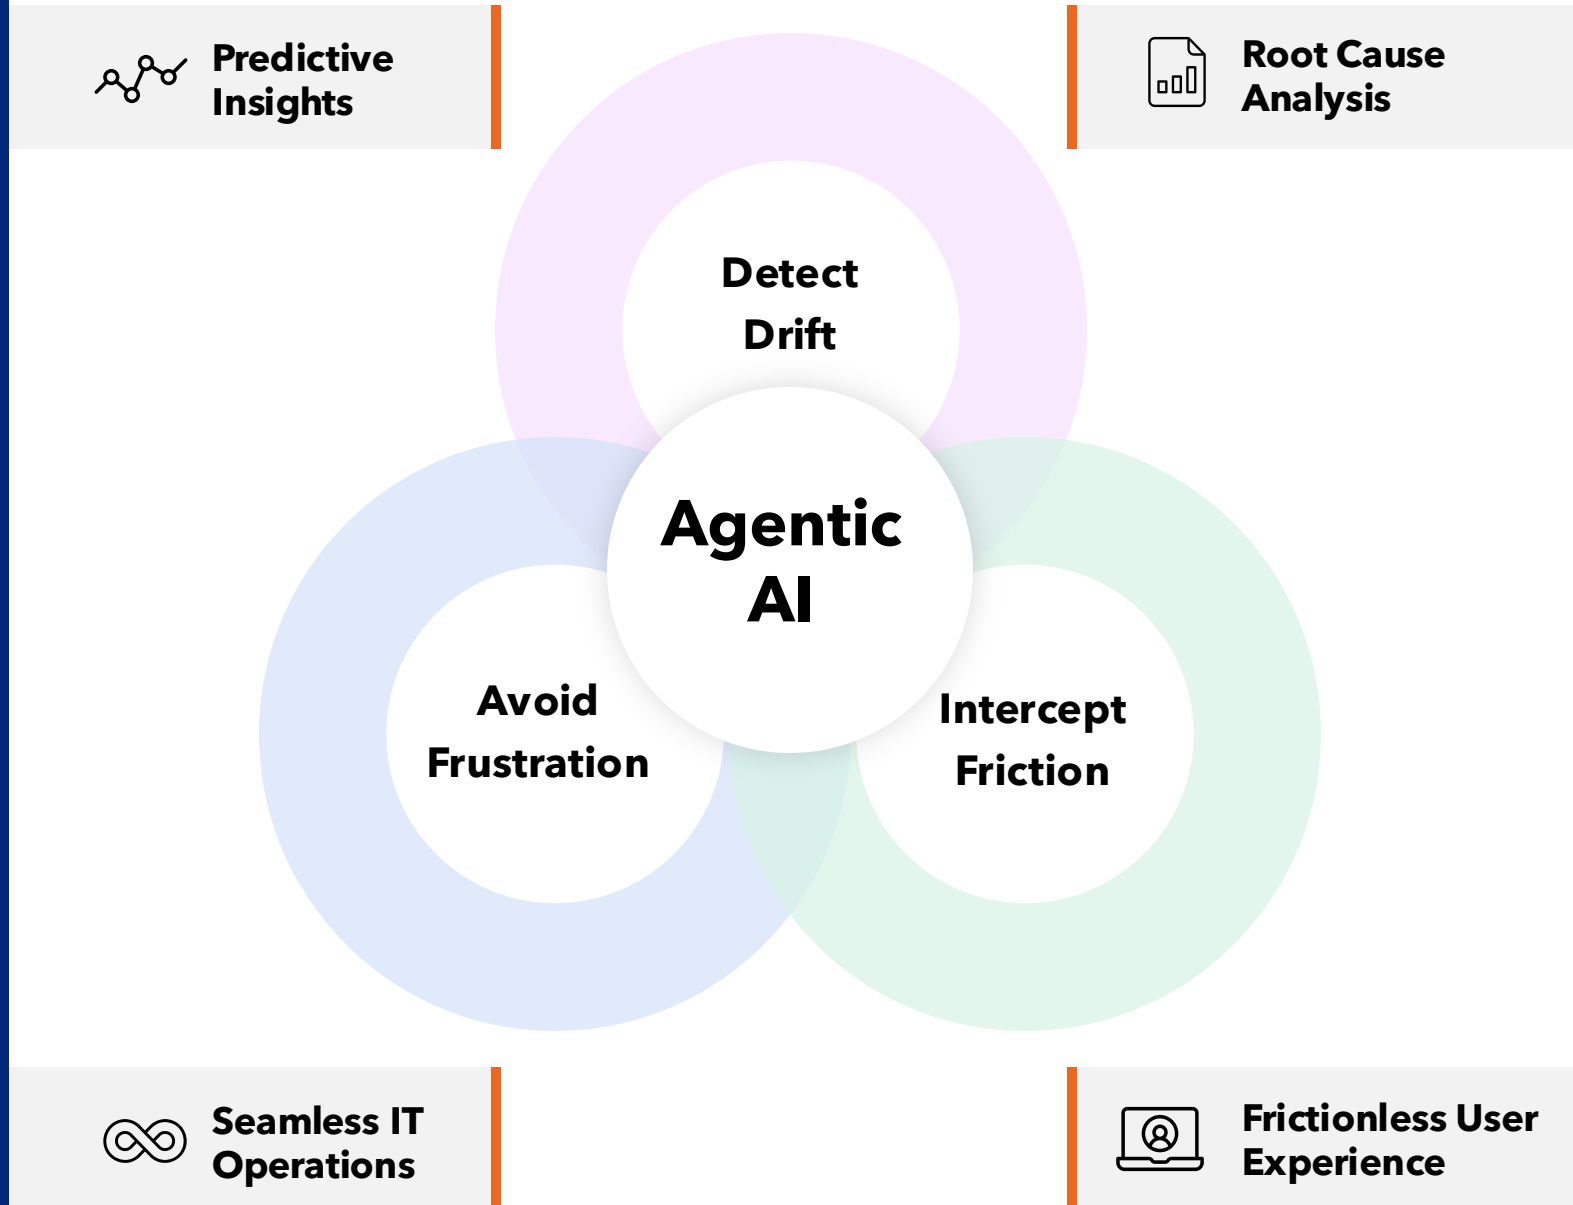 Predictive
Insights
Root Cause
Analysis
Detect
Drift
Agentic
AI
Avoid
Frustration
Intercept
Friction
Seamless IT
Operations
Frictionless User
Experience